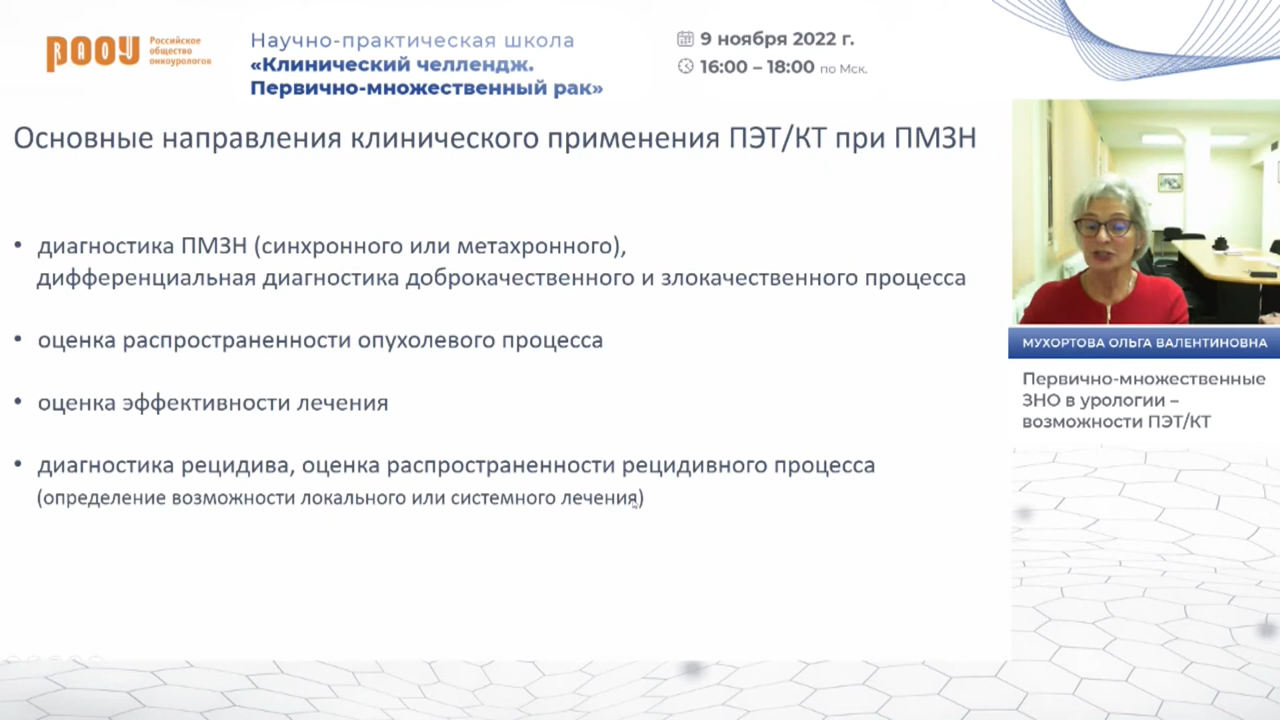 РАОУ
Российское
общество
онкоурологов
Научно-практическая школа
«Клинический челлендж.
Первично-множественный рак»
9 ноября 2022 г.
16:00 – 18:00 по Мск.
Основные направления клинического применения ПЭТ/КТ при ПМЗН
• диагностика ПМЗН (синхронного или метахронного),
дифференциальная диагностика доброкачественного и злокачественного процесса
• оценка распространенности опухолевого процесса
• оценка эффективности лечения
• диагностика рецидива, оценка распространенности рецидивного процесса
(определение возможности локального или системного лечения)
МУХОРТОВА ОЛЬГА ВАЛЕНТИНОВНА
Первично-множественные
ЗНО в урологии –
возможности ПЭТ/КТ